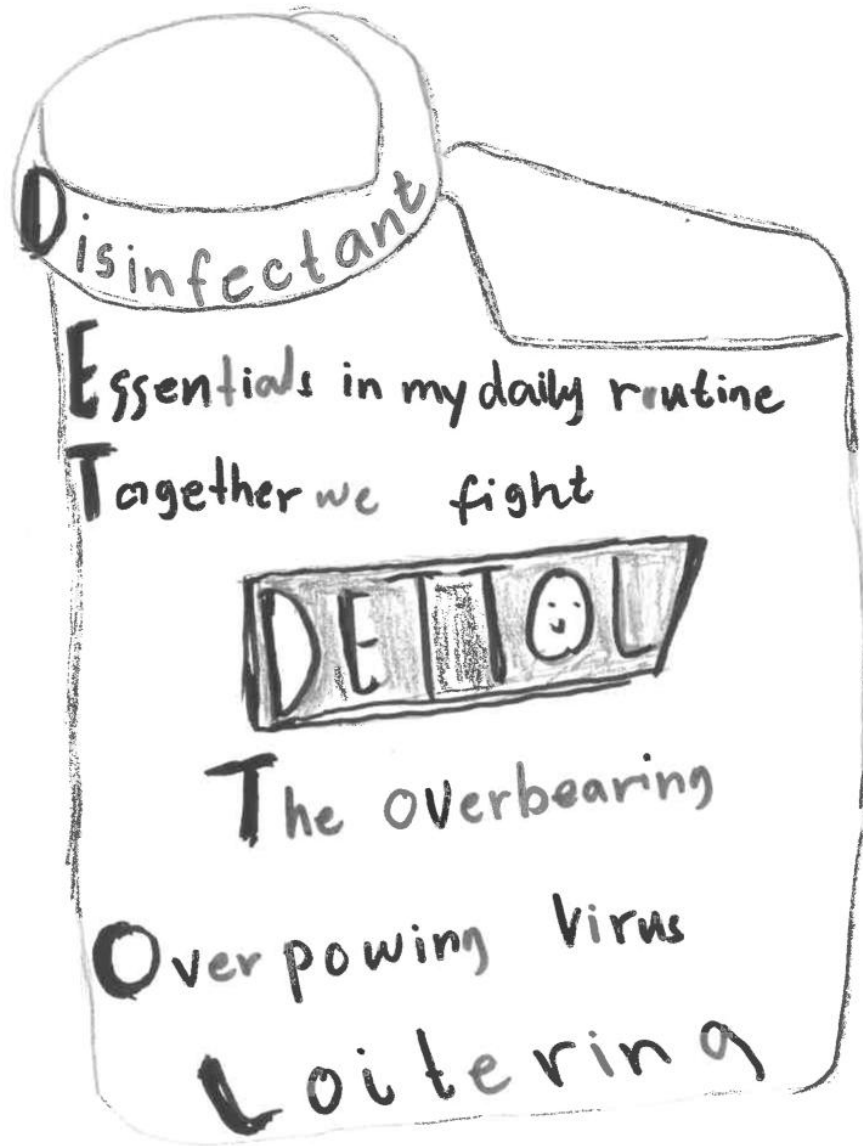 Disinfectant
Essentials in my daily routine
Together we fight
DETTOL
The overbearing
Overpowing Virus
Loitering